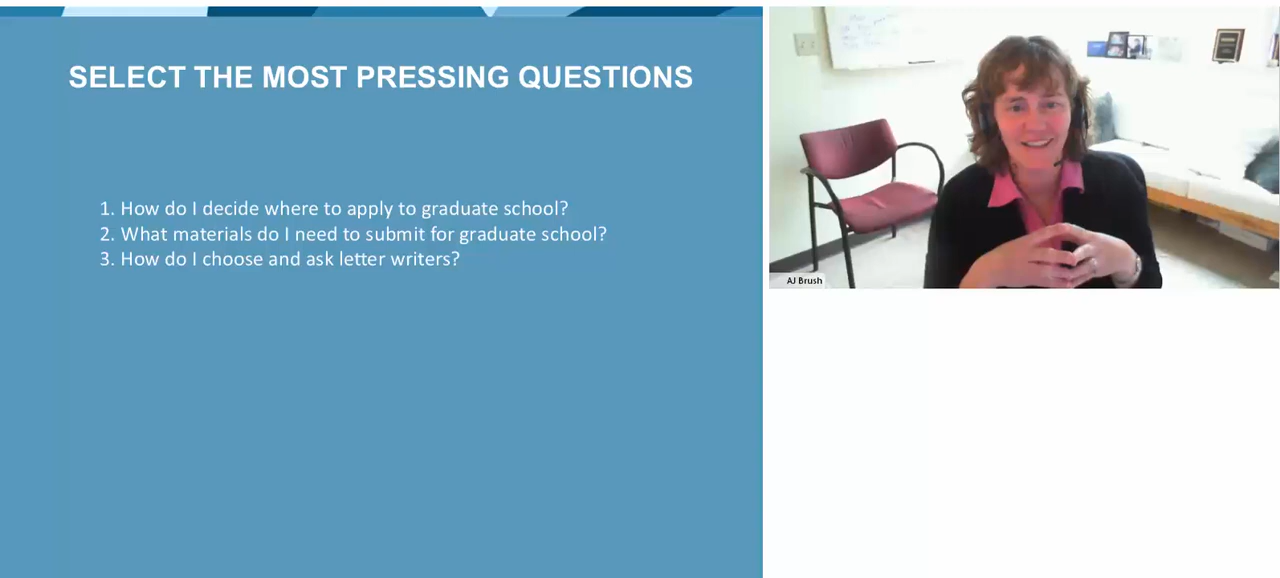 SELECT THE MOST PRESSING QUESTIONS
1. How do I decide where to apply to graduate school?
2. What materials do I need to submit for graduate school?
3. How do I choose and ask letter writers?
AJ Brush